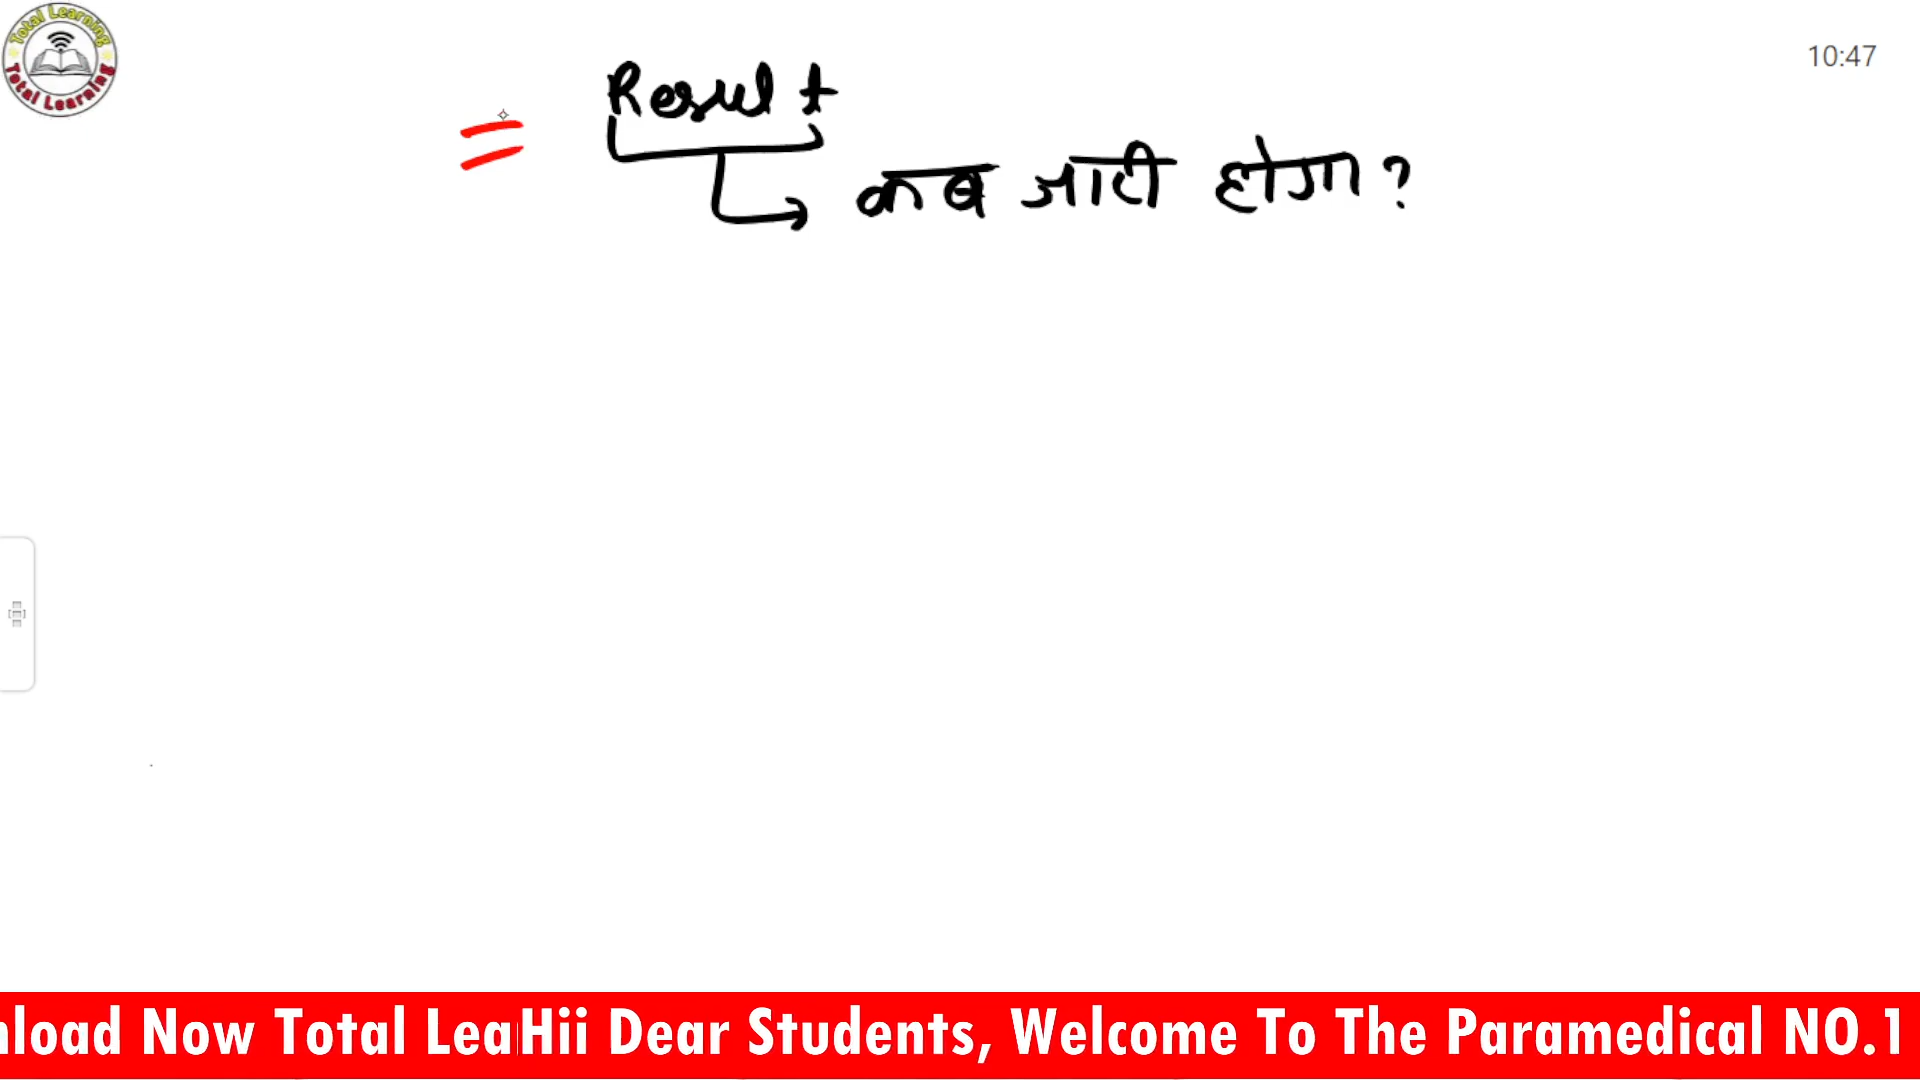 Total Learning
Total Learning
10:47
= Result
कब जारी होगा?
nload Now Total LeaHii Dear Students, Welcome To The Paramedical NO.1